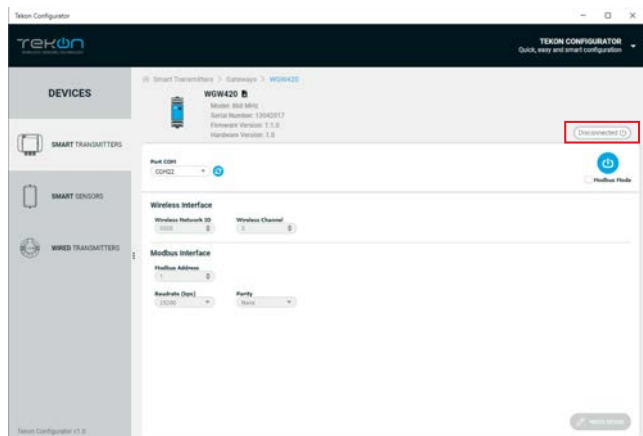 Tekon Configurator
TEKON
TEKON CONFIGURATOR
Quick, easy and smart configuration
DEVICES
SMART TRANSMITTERS
SMART SENSORS
WIRED TRANSMITTERS
Tekon Configurator v1.0
Smart Transmitters > Gateways > WGW420
WGW420
Model: 868 MHz
Serial Number: 13042017
Firmware Version: 1.1.0
Hardware Version: 1.0
Disconnected
Port COM
COM22
Modbus Mode
Wireless Interface
Wireless Network ID
Wireless Channel
Modbus Interface
Modbus Address
1
Baudrate (bps)
Parity
19200
None